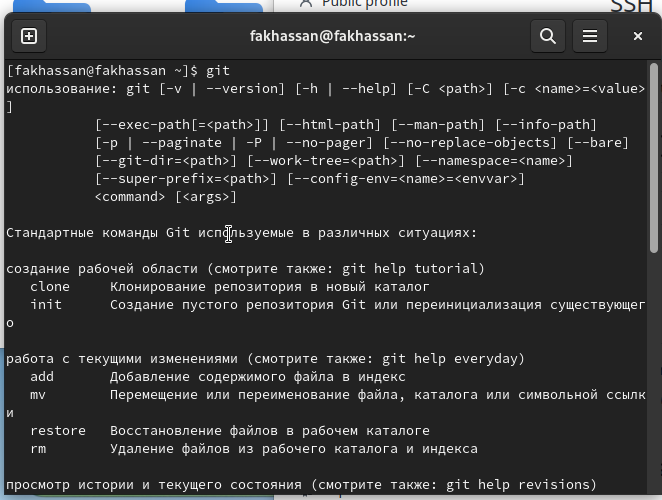 Public profile
SSH
fakhassan@fakhassan:~
[fakhassan@fakhassan ~]$ git
использование: git [-v | --version] [-h | --help] [-C <path>] [-c <name>=<value>
]
[--exec-path[=<path>]] [--html-path] [--man-path] [--info-path]
[-p | --paginate | -P | --no-pager] [--no-replace-objects] [--bare]
[--git-dir=<path>] [--work-tree=<path>] [--namespace=<name>]
[--super-prefix=<path>] [--config-env=<name>=<envvar>]
<command> [<args>]
Стандартные команды Git используемые в различных ситуациях:
создание рабочей области (смотрите также: git help tutorial)
clone Клонирование репозитория в новый каталог
init Создание пустого репозитория Git или переинициализация существующег
о
работа с текущими изменениями (смотрите также: git help everyday)
add Добавление содержимого файла в индекс
mv Перемещение или переименование файла, каталога или символьной ссылк
и
restore Восстановление файлов в рабочем каталоге
rm Удаление файлов из рабочего каталога и индекса
просмотр истории и текущего состояния (смотрите также: git help revisions)